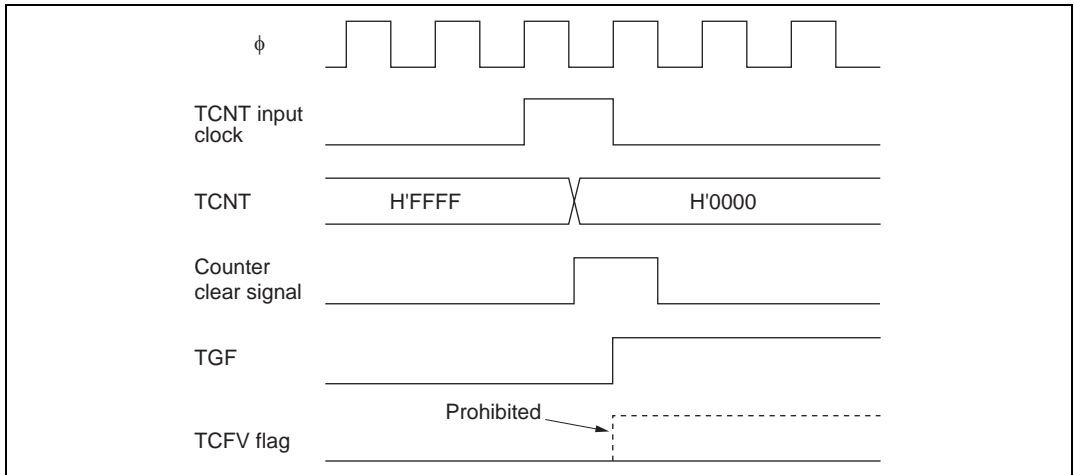 ϕ
TCNT input
clock
TCNT
H'FFFF
H'0000
Counter
clear signal
TGF
Prohibited
TCFV flag